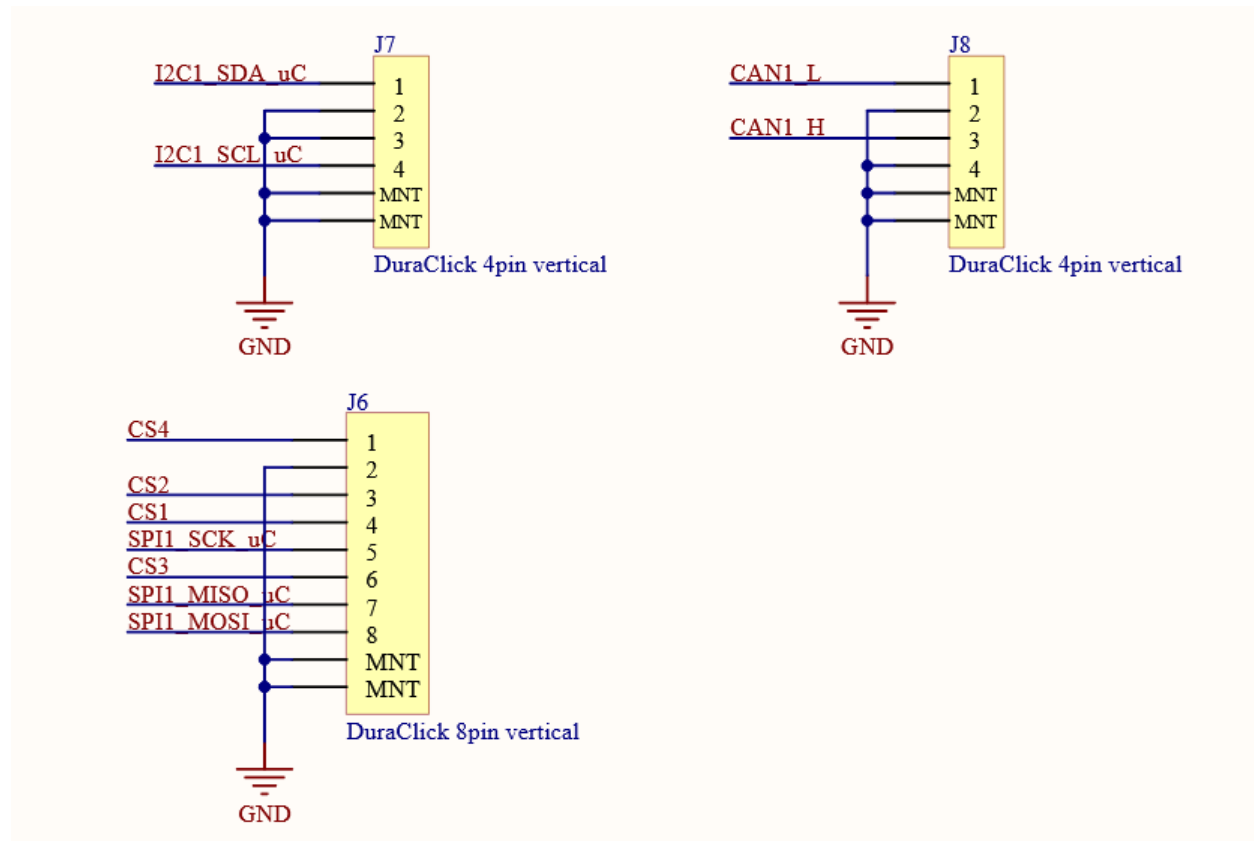 J7
I2C1_SDA_uC
1
2
3
I2C1_SCL_uC
4
MNT
MNT
DuraClick 4pin vertical
GND
J8
CAN1_L
1
2
CAN1_H
3
4
MNT
MNT
DuraClick 4pin vertical
GND
J6
CS4
1
2
CS2
3
CS1
4
SPI1_SCK_uC
5
CS3
6
SPI1_MISO_uC
7
SPI1_MOSI_uC
8
MNT
MNT
DuraClick 8pin vertical
GND